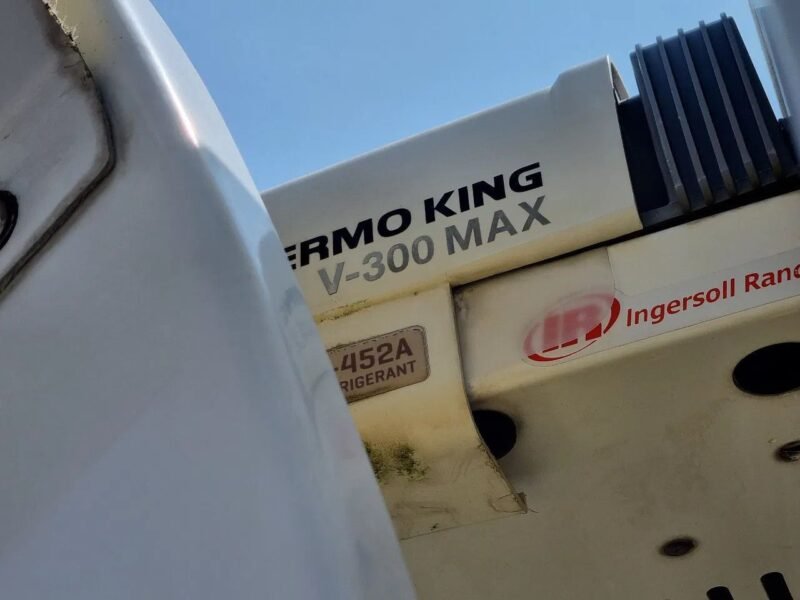 ERMO KING
V-300 MAX
-452A
RIGERANT
IR Ingersoll Rand